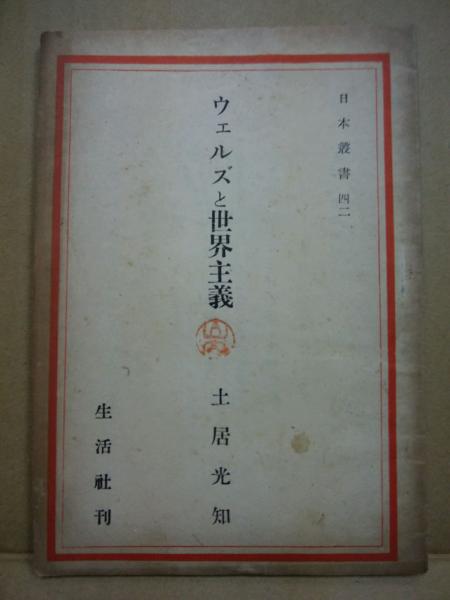 日本叢書 四二
ウェルズと世界主義
土居光知
生活社刊